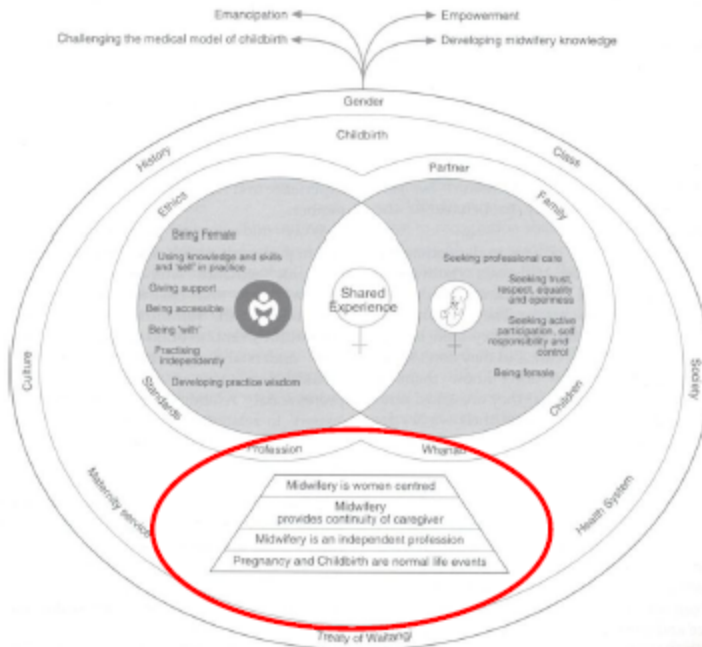 Emancipation
Empowerment
Challenging the medical model of childbirth
Developing midwifery knowledge
Gender
Childbirth
History
Class
Partner
Ethics
Family
Being Female
Using knowledge and skills
and 'self' in practice
Giving support
Being accessible
Being 'with'
Practising
independently
Developing practice wisdom
Shared
Experience
Seeking professional care
Seeking trust,
respect, equality
and openness
Seeking active
participation, self
responsibility and
control
Being female
Culture
Society
Standards
Children
Profession
Whanau
Maternity service
Health System
Midwifery is women centred
Midwifery
provides continuity of caregiver
Midwifery is an independent profession
Pregnancy and Childbirth are normal life events
Treaty of Waitangi